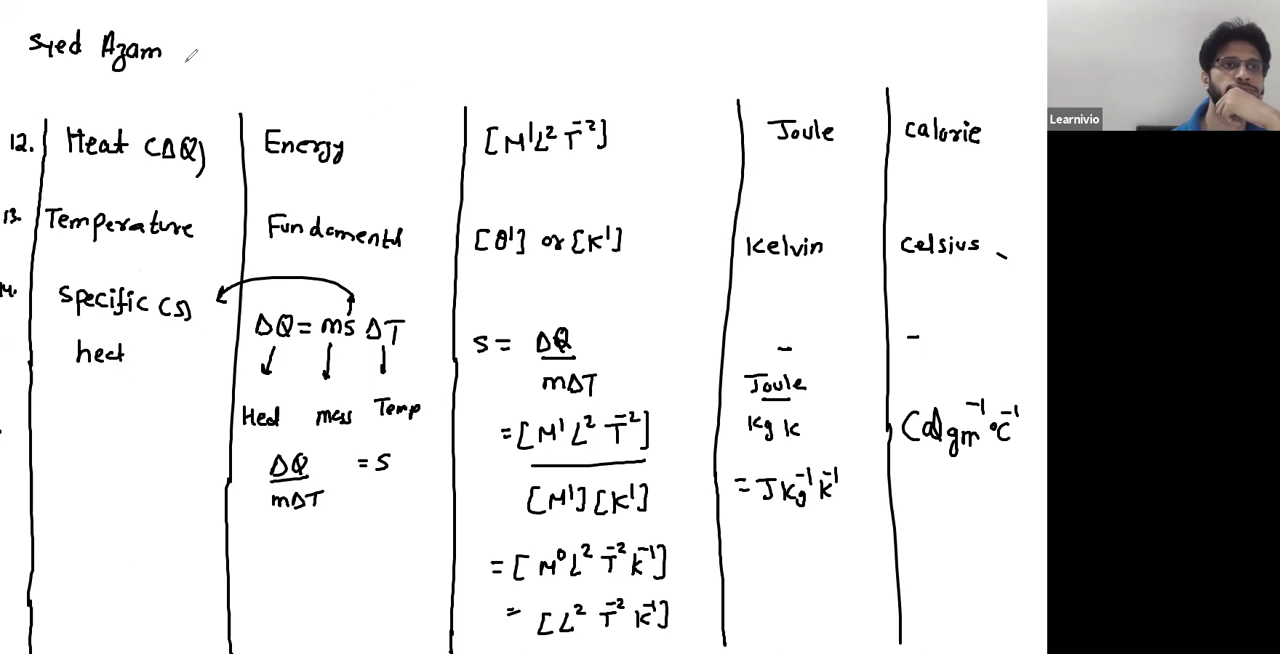 Syed Azam
Learnivio
12. Heat (ΔQ) Energy [M¹L²T⁻²] Joule calorie
13. Temperature Fundamental [θ¹] or [K¹] Kelvin Celsius
14. Specific (s) heat
ΔQ = ms ΔT
Heat mass Temp
ΔQ/mΔT = s
s = ΔQ/mΔT
= [M¹L²T⁻²]/[M¹][K¹]
= [M⁰L²T⁻²K⁻¹]
= [L²T⁻²K⁻¹]
-
Joule/Kg K
= J Kg⁻¹ K⁻¹
-
Cal gm⁻¹ °C⁻¹